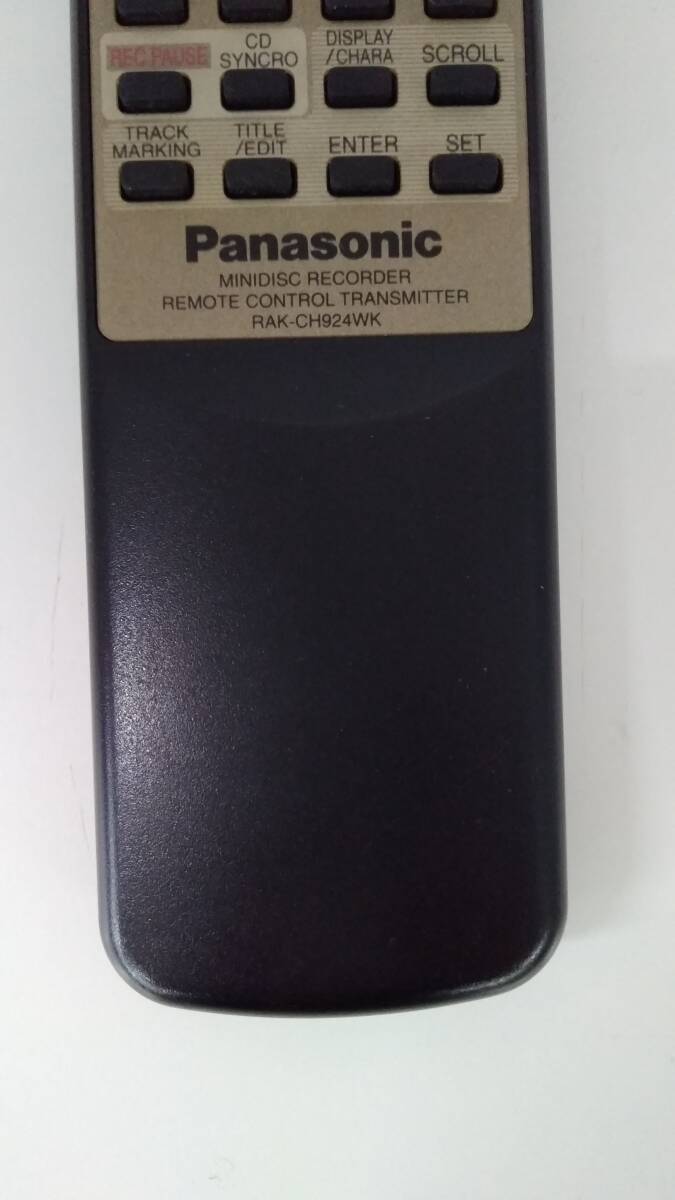 REC PAUSE
CD
SYNCRO
DISPLAY
/CHARA
SCROLL
TRACK
MARKING
TITLE
/EDIT
ENTER
SET
Panasonic
MINIDISC RECORDER
REMOTE CONTROL TRANSMITTER
RAK-CH924WK